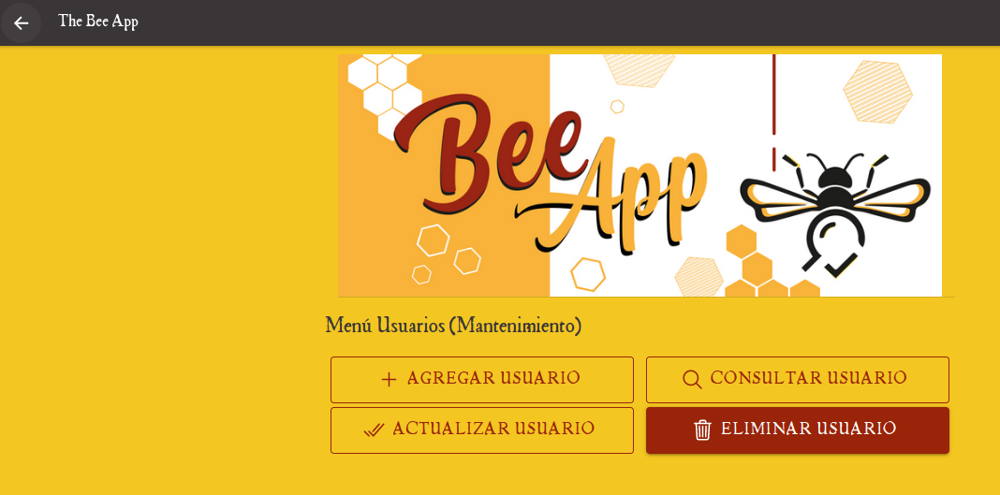 The Bee App
Bee
App
Menú Usuarios (Mantenimiento)
AGREGAR USUARIO
CONSULTAR USUARIO
ACTUALIZAR USUARIO
ELIMINAR USUARIO